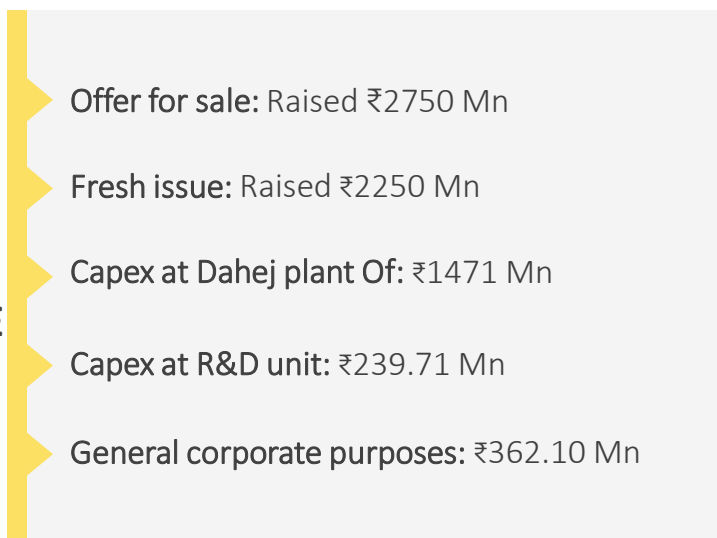 Offer for sale: Raised ₹2750 Mn
Fresh issue: Raised ₹2250 Mn
Capex at Dahej plant Of: ₹1471 Mn
Capex at R&D unit: ₹239.71 Mn
General corporate purposes: ₹362.10 Mn